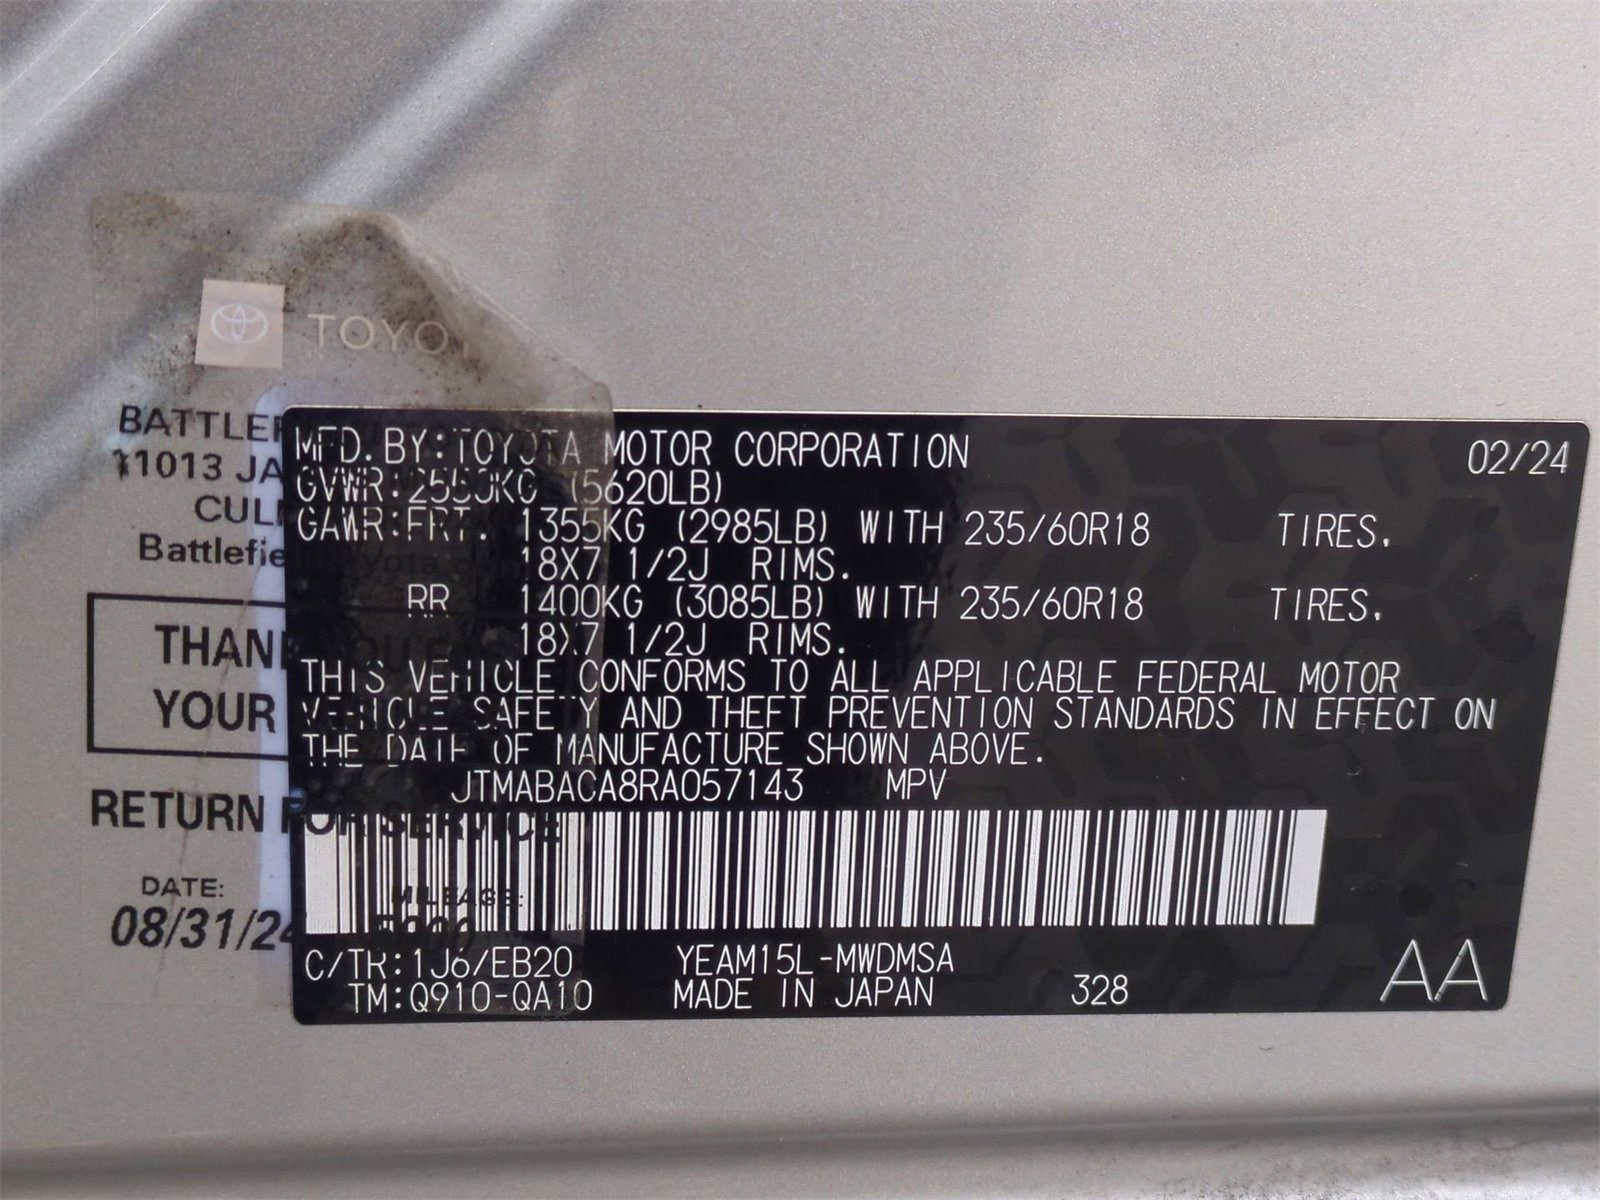 TOYO
BATTLEF
11013 JA
CUL
Battlefie
THAN
YOUR
RETURN FOR SERVICE
DATE: MILEAGE:
08/31/24
MFD. BY:TOYOTA MOTOR CORPORATION 02/24
GVWR:2550KG (5620LB)
GAWR:FRT. 1355KG (2985LB) WITH 235/60R18 TIRES.
18X7 1/2J RIMS.
RR 1400KG (3085LB) WITH 235/60R18 TIRES.
18X7 1/2J RIMS.
THIS VEHICLE CONFORMS TO ALL APPLICABLE FEDERAL MOTOR
VEHICLE SAFETY AND THEFT PREVENTION STANDARDS IN EFFECT ON
THE DATE OF MANUFACTURE SHOWN ABOVE.
JTMABACA8RA057143 MPV
C/TR:1J6/EB20 YEAM15L-MWDMSA
TM:Q910-QA10 MADE IN JAPAN 328 AA